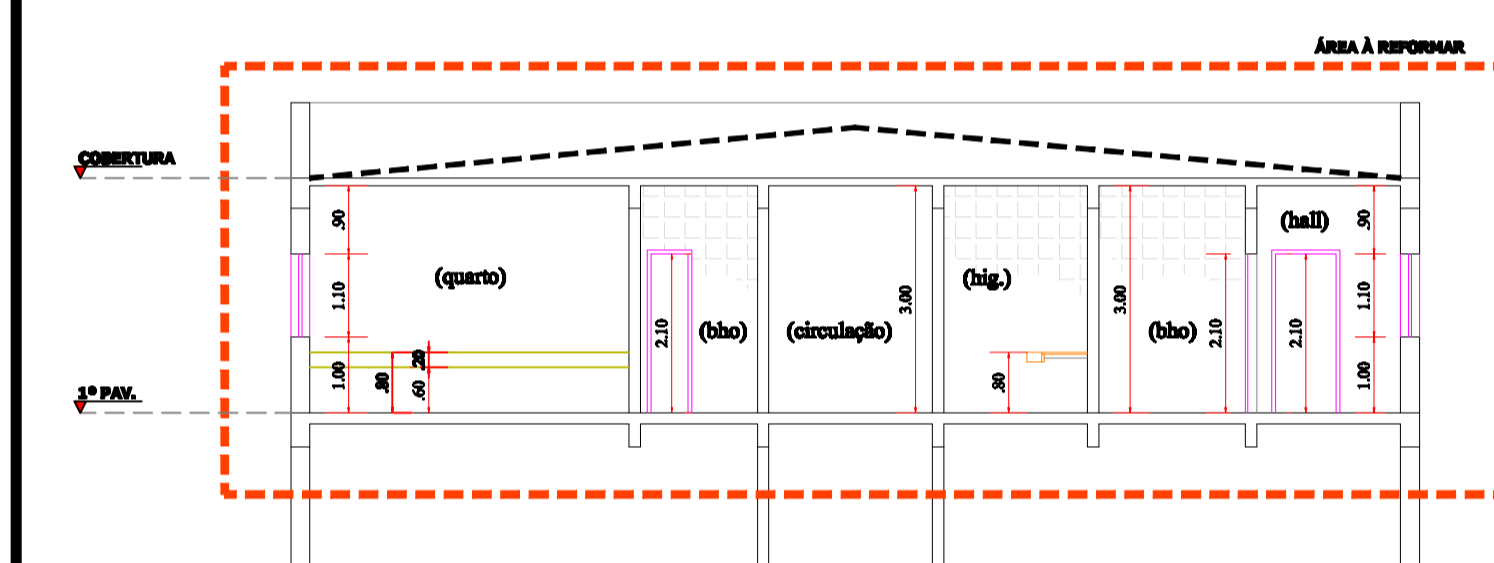 ÁREA À REFORMAR
COBERTURA
1º PAV.
.90
1.10
1.00
.80
.20
.60
(quarto)
2.10
(bho)
(circulação)
3.00
(hig.)
.80
3.00
(bho)
2.10
(hall)
2.10
.90
1.10
1.00